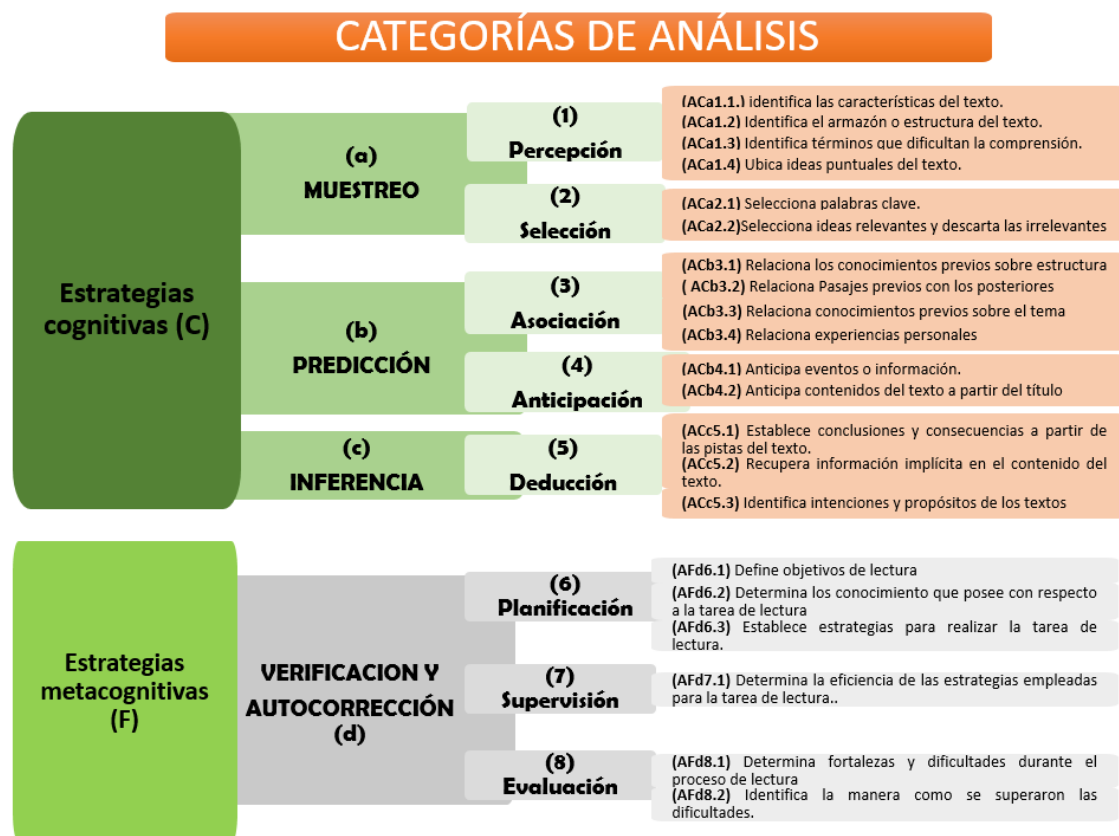 CATEGORÍAS DE ANÁLISIS
Estrategias
cognitivas (C)
(a)
MUESTREO
(1)
Percepción
(ACa1.1.) identifica las características del texto.
(ACa1.2) Identifica el armazón o estructura del texto.
(ACa1.3) Identifica términos que dificultan la comprensión.
(ACa1.4) Ubica ideas puntuales del texto.
(2)
Selección
(ACa2.1) Selecciona palabras clave.
(ACa2.2)Selecciona ideas relevantes y descarta las irrelevantes
(b)
PREDICCIÓN
(3)
Asociación
(ACb3.1) Relaciona los conocimientos previos sobre estructura
( ACb3.2) Relaciona Pasajes previos con los posteriores
(ACb3.3) Relaciona conocimientos previos sobre el tema
(ACb3.4) Relaciona experiencias personales
(4)
Anticipación
(ACb4.1) Anticipa eventos o información.
(ACb4.2) Anticipa contenidos del texto a partir del título
(c)
INFERENCIA
(5)
Deducción
(ACc5.1) Establece conclusiones y consecuencias a partir de
las pistas del texto.
(ACc5.2) Recupera información implícita en el contenido del
texto.
(ACc5.3) Identifica intenciones y propósitos de los textos
Estrategias
metacognitivas
(F)
VERIFICACION Y
AUTOCORRECCIÓN
(d)
(6)
Planificación
(AFd6.1) Define objetivos de lectura
(AFd6.2) Determina los conocimiento que posee con respecto
a la tarea de lectura
(AFd6.3) Establece estrategias para realizar la tarea de
lectura.
(7)
Supervisión
(AFd7.1) Determina la eficiencia de las estrategias empleadas
para la tarea de lectura..
(8)
Evaluación
(AFd8.1) Determina fortalezas y dificultades durante el
proceso de lectura
(AFd8.2) Identifica la manera como se superaron las
dificultades.